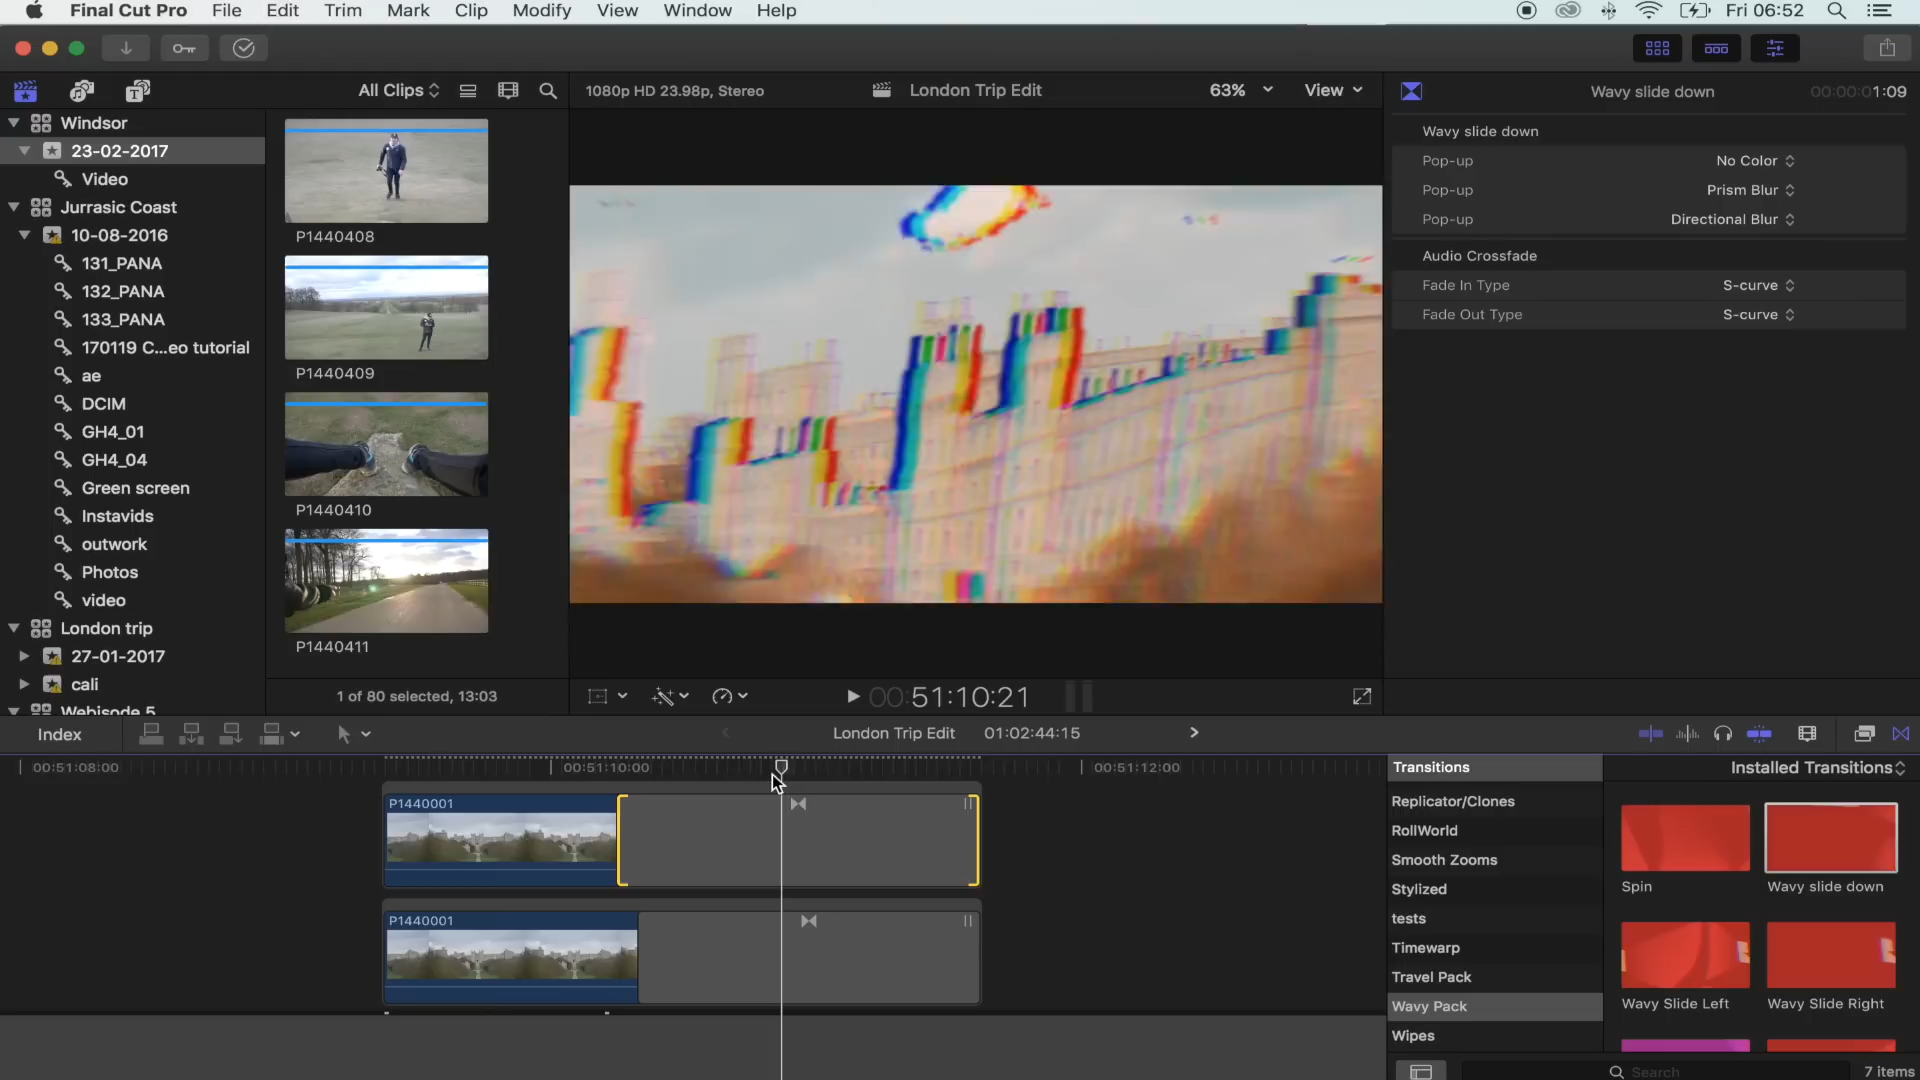 Final Cut Pro File Edit Trim Mark Clip Modify View Window Help Fri 06:52
All Clips
1080p HD 23.98p, Stereo London Trip Edit 63% View
Wavy slide down 00:00:01:09
Windsor
23-02-2017
Video
Jurrasic Coast
10-08-2016
131_PANA
132_PANA
133_PANA
170119 C...eo tutorial
ae
DCIM
GH4_01
GH4_04
Green screen
Instavids
outwork
Photos
video
London trip
27-01-2017
cali
Webisode 5
P1440408
P1440409
P1440410
P1440411
1 of 80 selected, 13:03
00:51:10:21
Wavy slide down
Pop-up No Color
Pop-up Prism Blur
Pop-up Directional Blur
Audio Crossfade
Fade In Type S-curve
Fade Out Type S-curve
Index London Trip Edit 01:02:44:15
00:51:08:00 00:51:10:00 00:51:12:00
P1440001
P1440001
Transitions Installed Transitions
Replicator/Clones
RollWorld
Smooth Zooms
Stylized
tests
Timewarp
Travel Pack
Wavy Pack
Wipes
Spin Wavy slide down
Wavy Slide Left Wavy Slide Right
Search 7 items